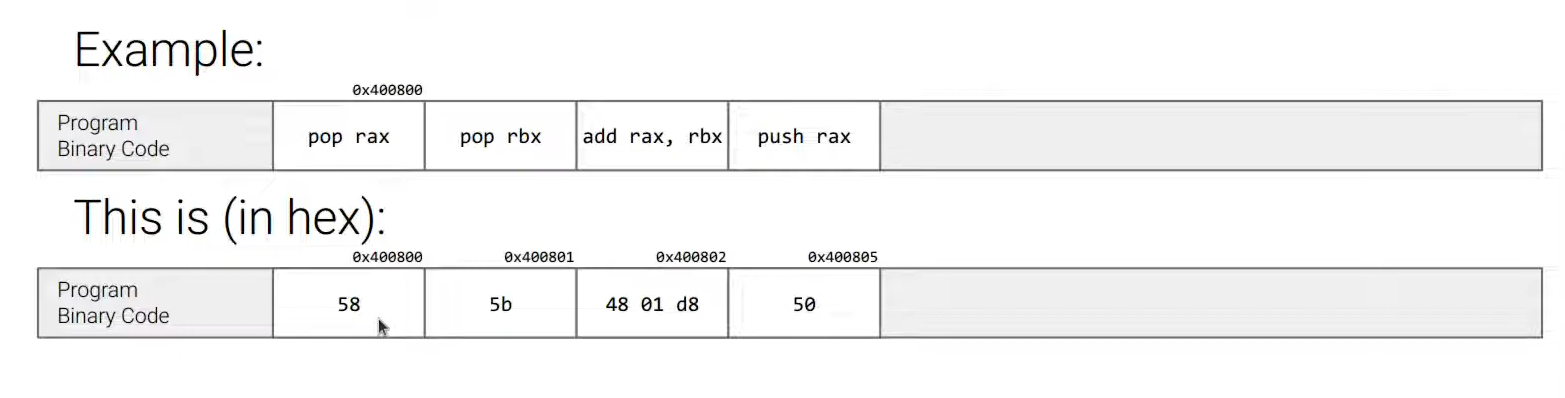 Example:
0x400800
Program
Binary Code
pop rax
pop rbx
add rax, rbx
push rax
This is (in hex):
0x400800
0x400801
0x400802
0x400805
Program
Binary Code
58
5b
48 01 d8
50